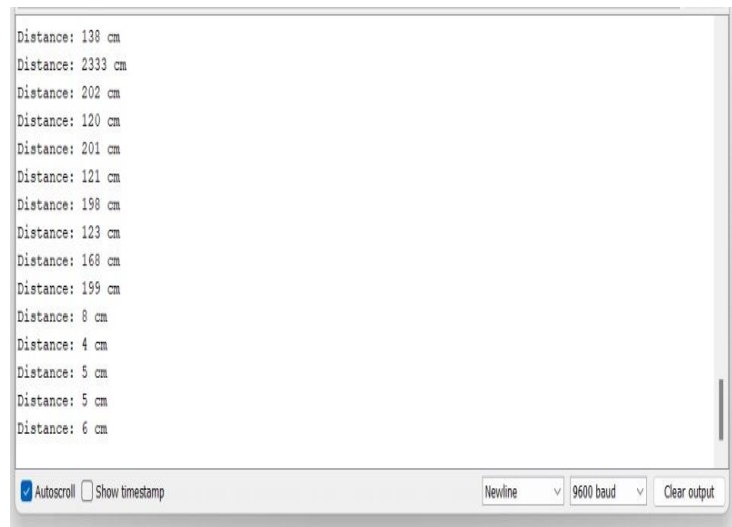 Distance: 138 cm
Distance: 2333 cm
Distance: 202 cm
Distance: 120 cm
Distance: 201 cm
Distance: 121 cm
Distance: 198 cm
Distance: 123 cm
Distance: 168 cm
Distance: 199 cm
Distance: 8 cm
Distance: 4 cm
Distance: 5 cm
Distance: 5 cm
Distance: 6 cm
Autoscroll Show timestamp Newline 9600 baud Clear output